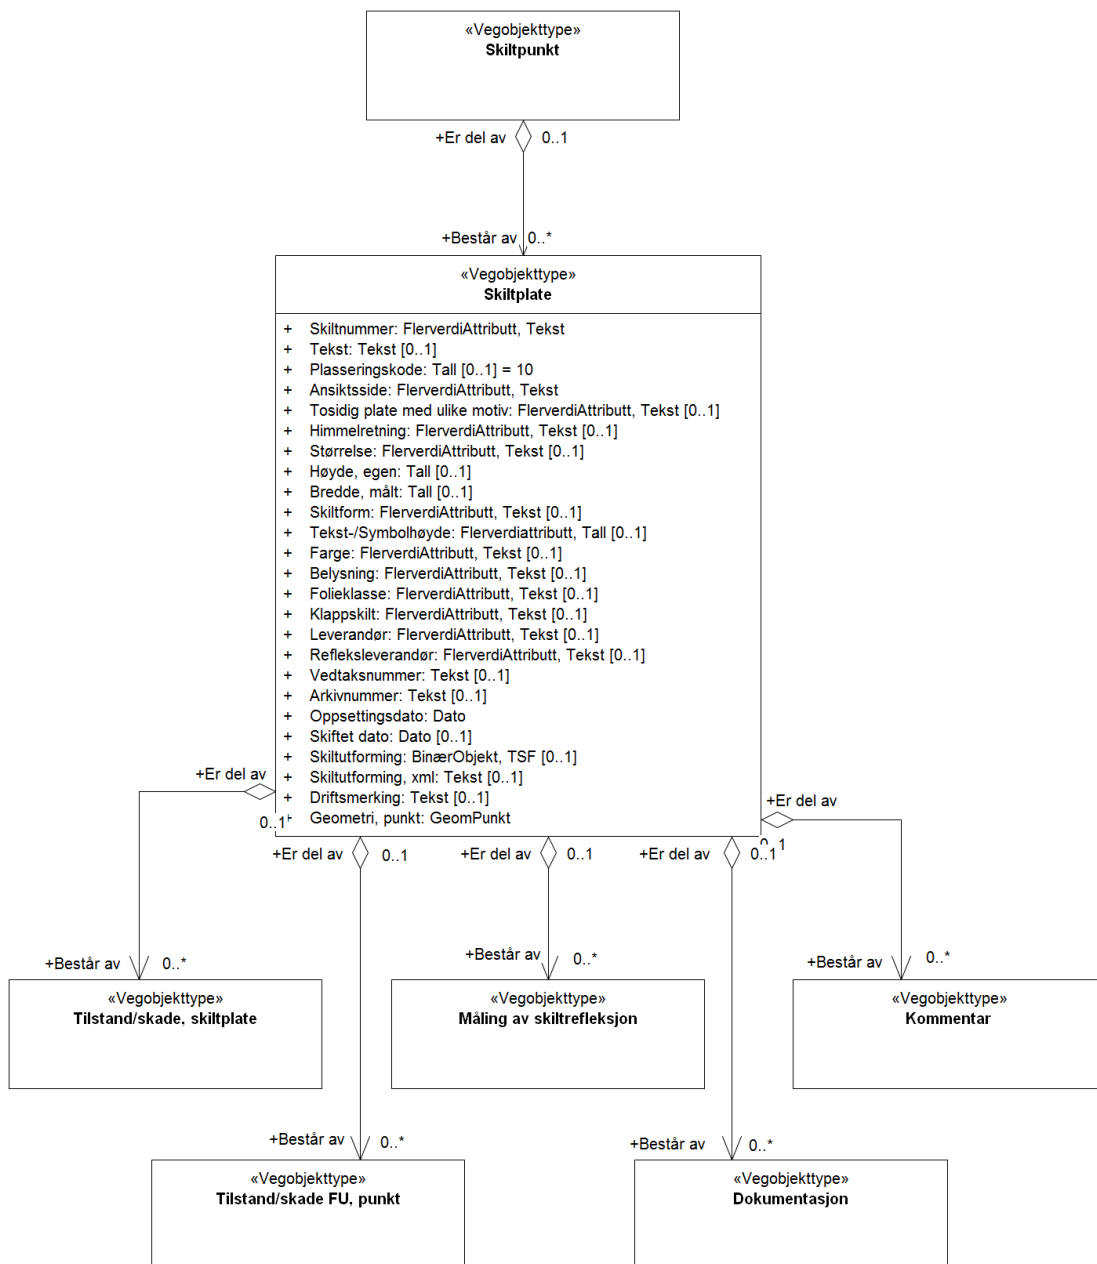 «Vegobjekttype»
Skiltpunkt
+Er del av 0..1
+Består av 0..*
«Vegobjekttype»
Skiltplate
+ Skiltnummer: FlerverdiAttributt, Tekst
+ Tekst: Tekst [0..1]
+ Plasseringskode: Tall [0..1] = 10
+ Ansiktsside: FlerverdiAttributt, Tekst
+ Tosidig plate med ulike motiv: FlerverdiAttributt, Tekst [0..1]
+ Himmelretning: FlerverdiAttributt, Tekst [0..1]
+ Størrelse: FlerverdiAttributt, Tekst [0..1]
+ Høyde, egen: Tall [0..1]
+ Bredde, målt: Tall [0..1]
+ Skiltform: FlerverdiAttributt, Tekst [0..1]
+ Tekst-/Symbolhøyde: Flerverdiattributt, Tall [0..1]
+ Farge: FlerverdiAttributt, Tekst [0..1]
+ Belysning: FlerverdiAttributt, Tekst [0..1]
+ Folieklasse: FlerverdiAttributt, Tekst [0..1]
+ Klappskilt: FlerverdiAttributt, Tekst [0..1]
+ Leverandør: FlerverdiAttributt, Tekst [0..1]
+ Refleksleverandør: FlerverdiAttributt, Tekst [0..1]
+ Vedtaksnummer: Tekst [0..1]
+ Arkivnummer: Tekst [0..1]
+ Oppsettingsdato: Dato
+ Skiftet dato: Dato [0..1]
+ Skiltutforming: BinærObjekt, TSF [0..1]
+ Skiltutforming, xml: Tekst [0..1]
+ Driftsmerking: Tekst [0..1]
+ Geometri, punkt: GeomPunkt
+Er del av
0..1
+Er del av
0..1
+Er del av 0..1
+Er del av 0..1
+Er del av 0..1
+Består av 0..*
+Består av 0..*
+Består av 0..*
«Vegobjekttype»
Tilstand/skade, skiltplate
«Vegobjekttype»
Måling av skiltrefleksjon
«Vegobjekttype»
Kommentar
+Består av 0..*
+Består av 0..*
«Vegobjekttype»
Tilstand/skade FU, punkt
«Vegobjekttype»
Dokumentasjon